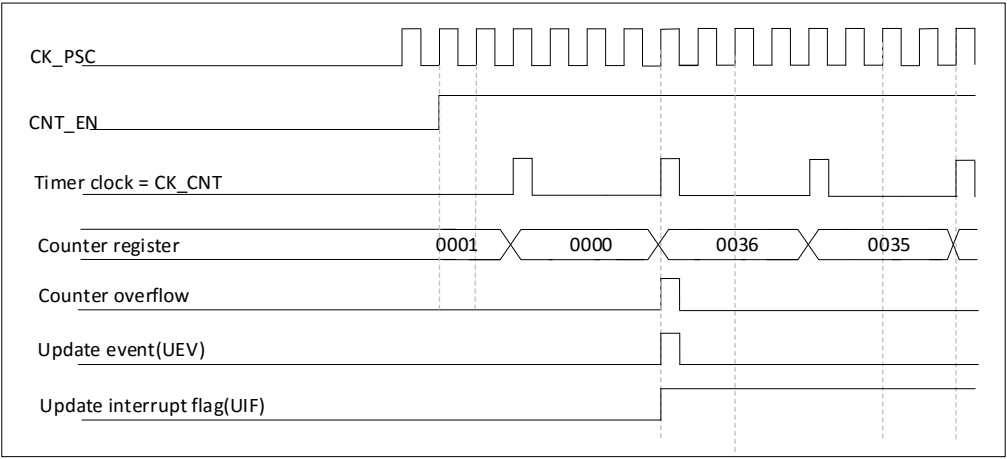 CK_PSC
CNT_EN
Timer clock = CK_CNT
Counter register 0001 0000 0036 0035
Counter overflow
Update event(UEV)
Update interrupt flag(UIF)